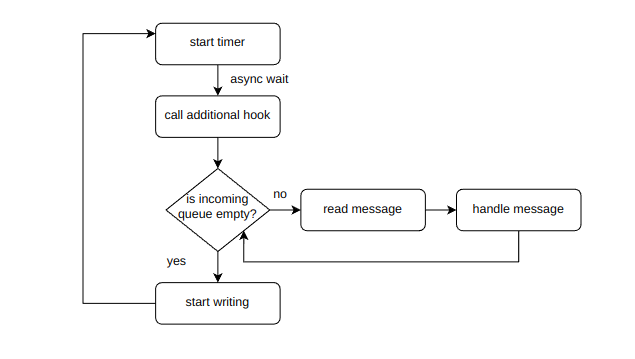 start timer
async wait
call additional hook
is incoming
queue empty?
no
read message
handle message
yes
start writing